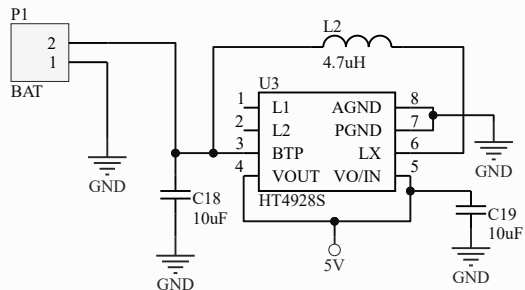 P1
2
1
BAT
GND
L2
4.7uH
U3
1 L1 AGND 8
2 L2 PGND 7
3 BTP LX 6
4 VOUT VO/IN 5
HT4928S
GND
C18
10uF
GND
5V
C19
10uF
GND